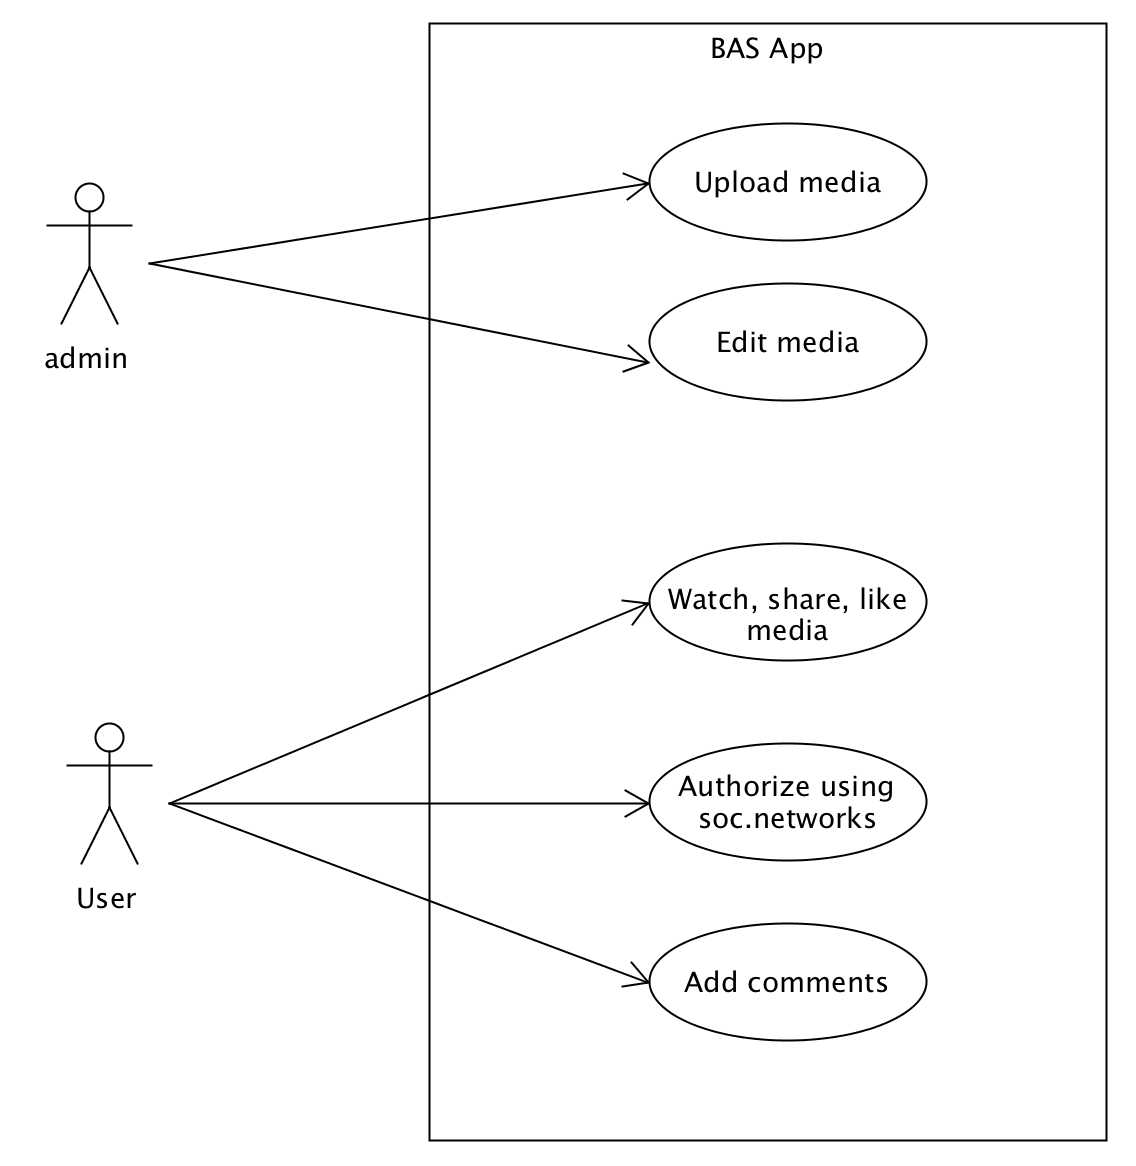 BAS App
Upload media
Edit media
admin
Watch, share, like
media
Authorize using
soc.networks
User
Add comments